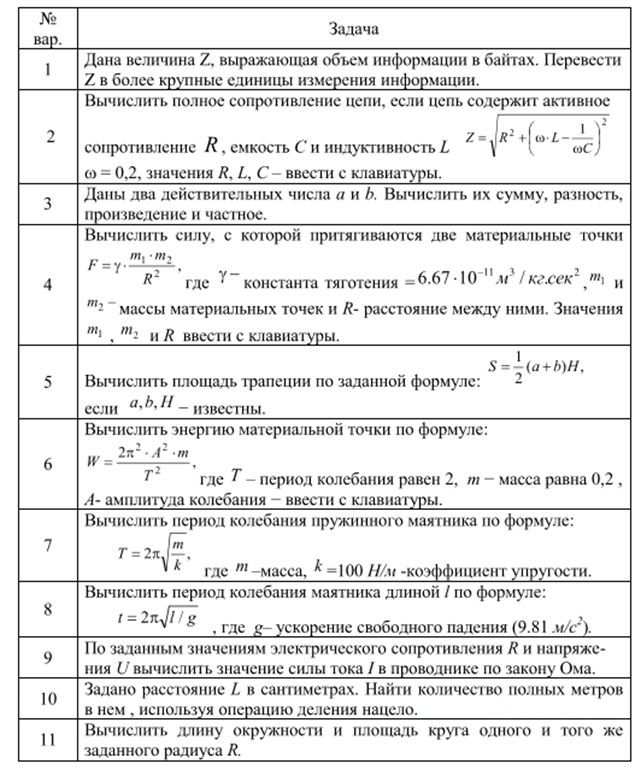 № вар.
Задача
1
Дана величина Z, выражающая объем информации в байтах. Перевести
Z в более крупные единицы измерения информации.
2
Вычислить полное сопротивление цепи, если цепь содержит активное
сопротивление R , емкость C и индуктивность L Z = √(R² + (ω·L − 1/ωC)²)
ω = 0,2, значения R, L, C – ввести с клавиатуры.
3
Даны два действительных числа a и b. Вычислить их сумму, разность,
произведение и частное.
4
Вычислить силу, с которой притягиваются две материальные точки
F = γ · m₁ · m₂ / R² , где γ – константа тяготения = 6.67·10⁻¹¹ м³ / кг.сек² , m₁ и
m₂ – массы материальных точек и R- расстояние между ними. Значения
m₁ , m₂ и R ввести с клавиатуры.
5
Вычислить площадь трапеции по заданной формуле: S = 1/2 (a + b)H,
если a, b, H – известны.
6
Вычислить энергию материальной точки по формуле:
W = 2π² · A² · m / T² , где T – период колебания равен 2, m − масса равна 0,2 ,
A- амплитуда колебания − ввести с клавиатуры.
7
Вычислить период колебания пружинного маятника по формуле:
T = 2π√(m/k), где m –масса, k =100 Н/м -коэффициент упругости.
8
Вычислить период колебания маятника длиной l по формуле:
t = 2π√(l / g) , где g– ускорение свободного падения (9.81 м/с²).
9
По заданным значениям электрического сопротивления R и напряже-
ния U вычислить значение силы тока I в проводнике по закону Ома.
10
Задано расстояние L в сантиметрах. Найти количество полных метров
в нем , используя операцию деления нацело.
11
Вычислить длину окружности и площадь круга одного и того же
заданного радиуса R.